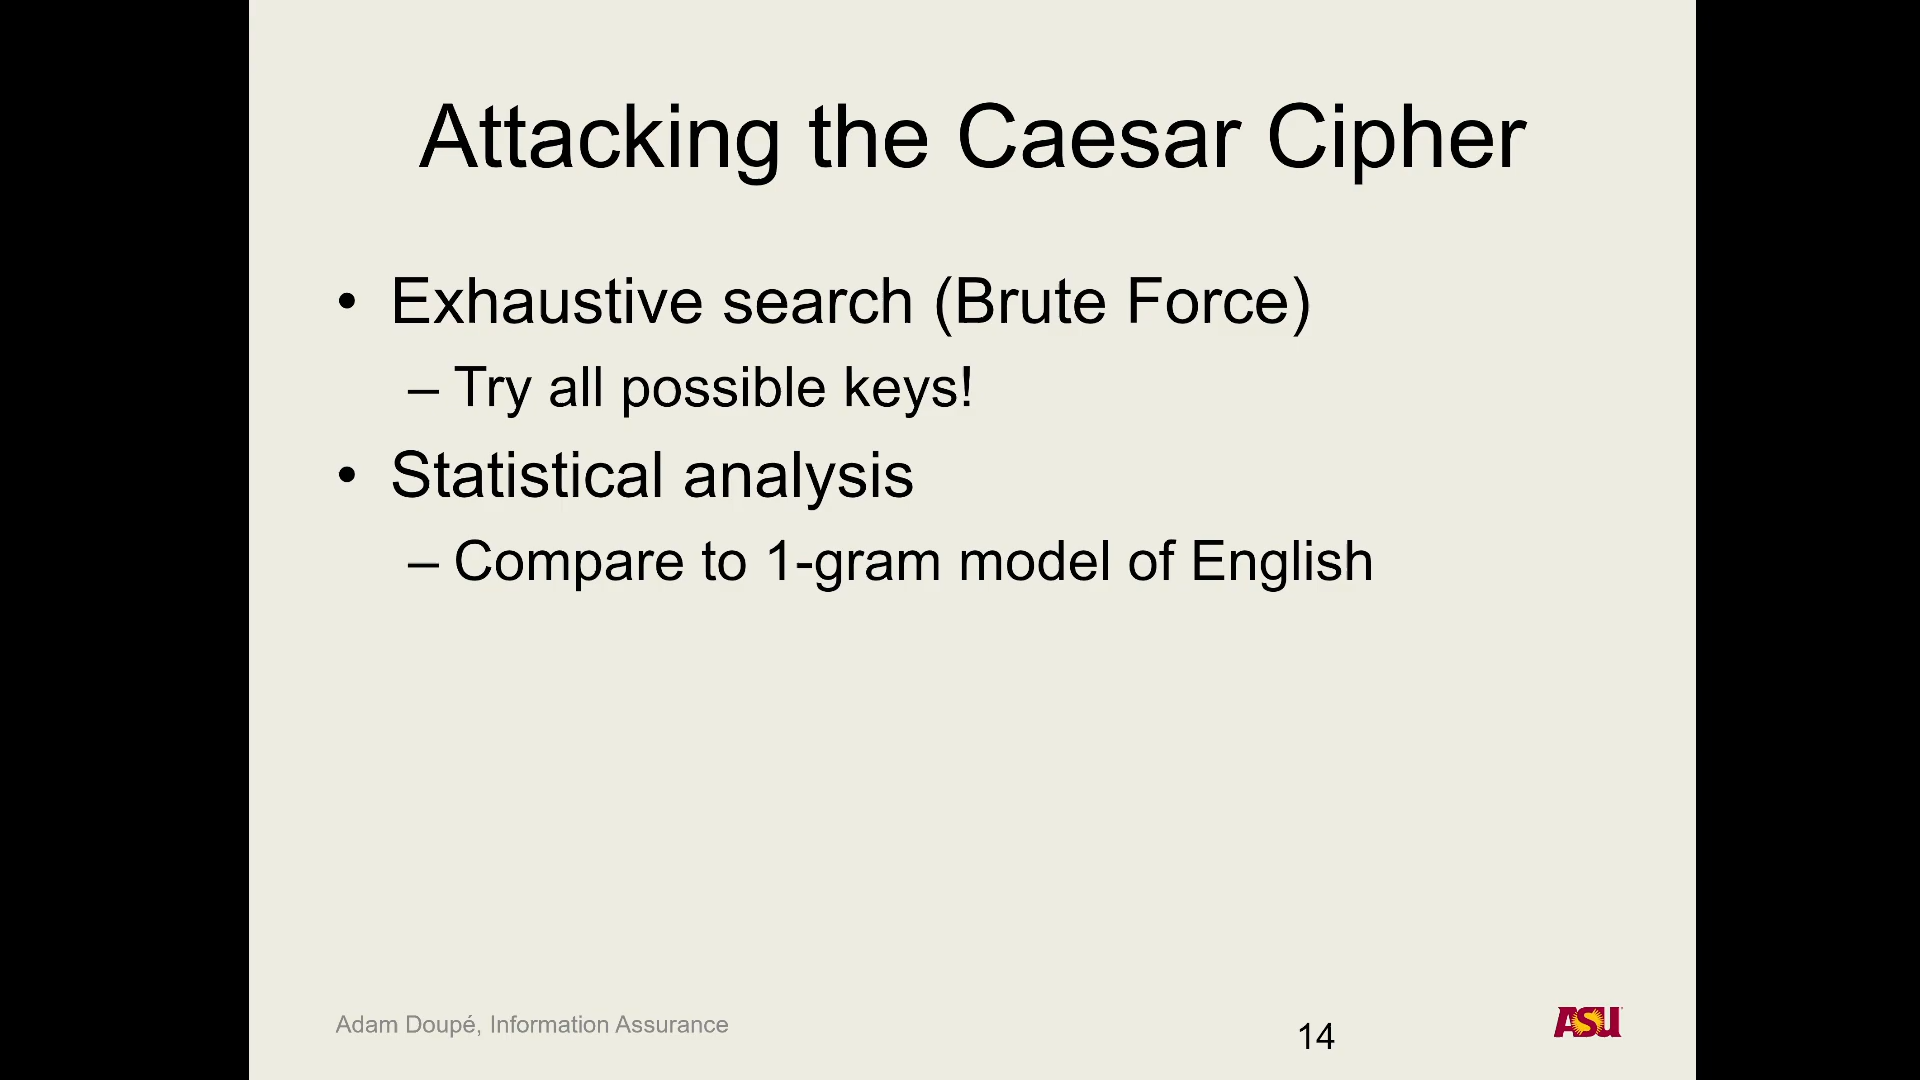 Attacking the Caesar Cipher
• Exhaustive search (Brute Force)
– Try all possible keys!
• Statistical analysis
– Compare to 1-gram model of English
Adam Doupé, Information Assurance
14
ASU